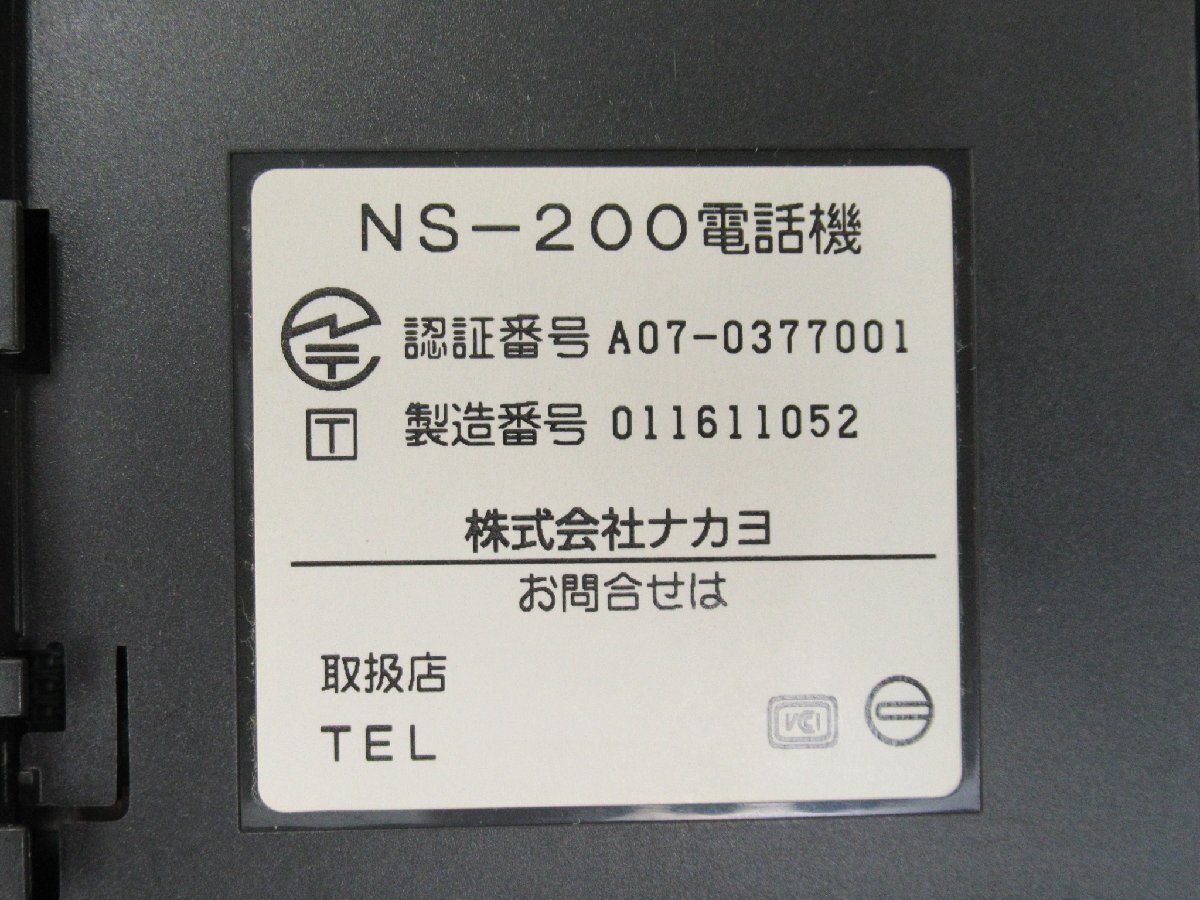 NS-200電話機
認証番号 A07-0377001
T 製造番号 011611052
株式会社ナカヨ
お問合せは
取扱店
TEL
VCI